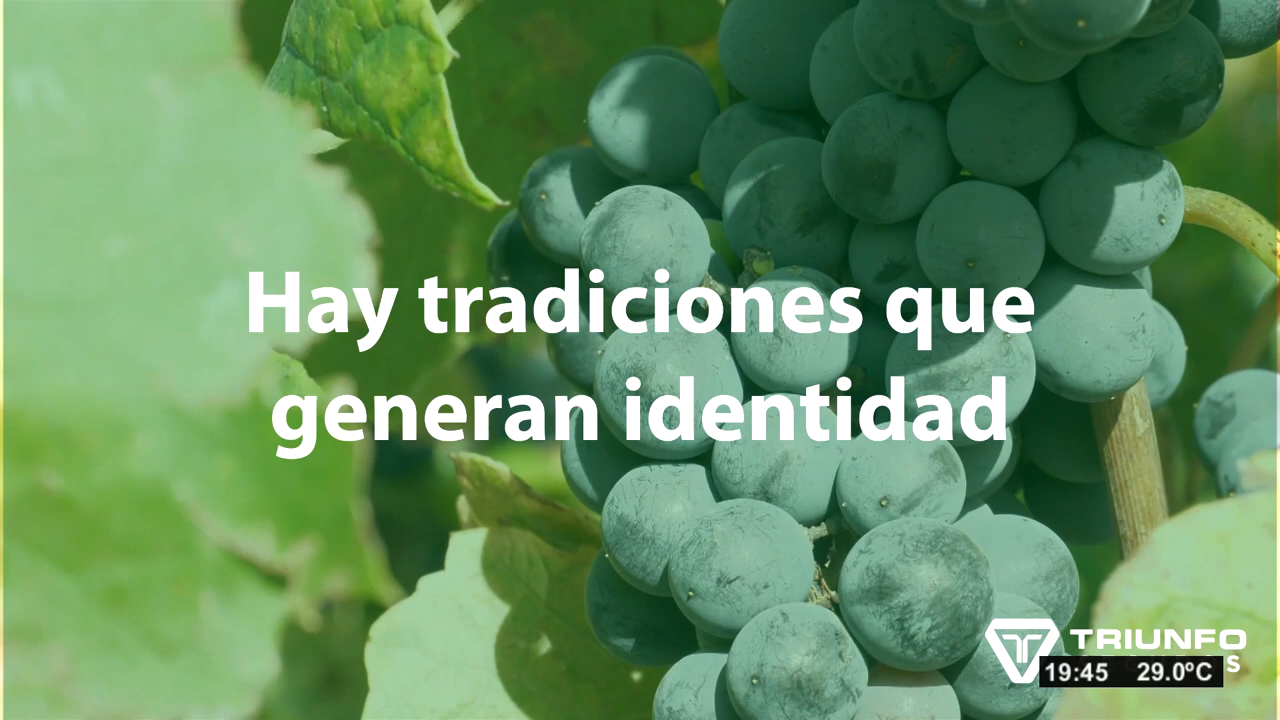 Hay tradiciones que
generan identidad
TRIUNFO
S
19:45 29.0ºC